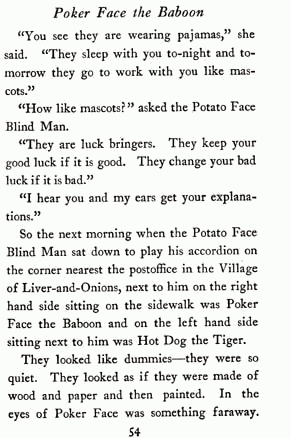 Poker Face the Baboon
“You see they are wearing pajamas,” she
said. “They sleep with you to-night and to-
morrow they go to work with you like mas-
cots.”
“How like mascots?” asked the Potato Face
Blind Man.
“They are luck bringers. They keep your
good luck if it is good. They change your bad
luck if it is bad.”
“I hear you and my ears get your explana-
tions.”
So the next morning when the Potato Face
Blind Man sat down to play his accordion on
the corner nearest the postoffice in the Village
of Liver-and-Onions, next to him on the right
hand side sitting on the sidewalk was Poker
Face the Baboon and on the left hand side
sitting next to him was Hot Dog the Tiger.
They looked like dummies—they were so
quiet. They looked as if they were made of
wood and paper and then painted. In the
eyes of Poker Face was something faraway.
54